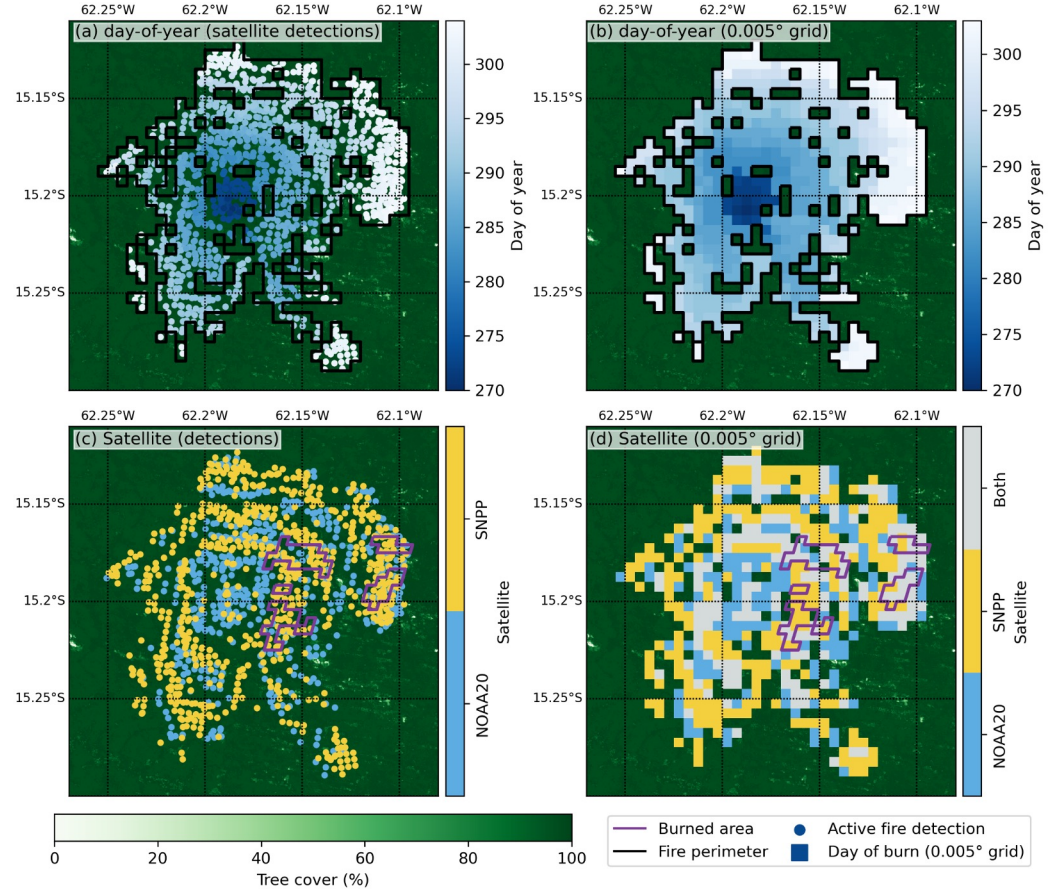 62.25°W 62.2°W 62.15°W 62.1°W
(a) day-of-year (satellite detections)
15.15°S
15.2°S
15.25°S
300
295
290
285
280
275
270
Day of year
62.25°W 62.2°W 62.15°W 62.1°W
(b) day-of-year (0.005° grid)
15.15°S
15.2°S
15.25°S
300
295
290
285
280
275
270
Day of year
62.25°W 62.2°W 62.15°W 62.1°W
(c) Satellite (detections)
15.15°S
15.2°S
15.25°S
SNPP
NOAA20
Satellite
62.25°W 62.2°W 62.15°W 62.1°W
(d) Satellite (0.005° grid)
15.15°S
15.2°S
15.25°S
Both
SNPP
NOAA20
Satellite
0 20 40 60 80 100
Tree cover (%)
Burned area
Fire perimeter
Active fire detection
Day of burn (0.005° grid)